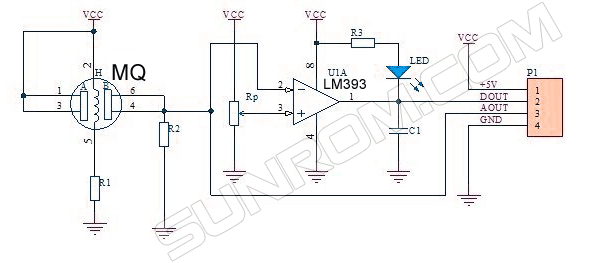 VCC
VCC
VCC
VCC
R3
LED
H
MQ
2
1
3
A
B
6
4
5
R1
R2
Rp
8
U1A
LM393
2
3
1
4
C1
P1
+5V
DOUT
AOUT
GND
1
2
3
4
SUNROM.COM